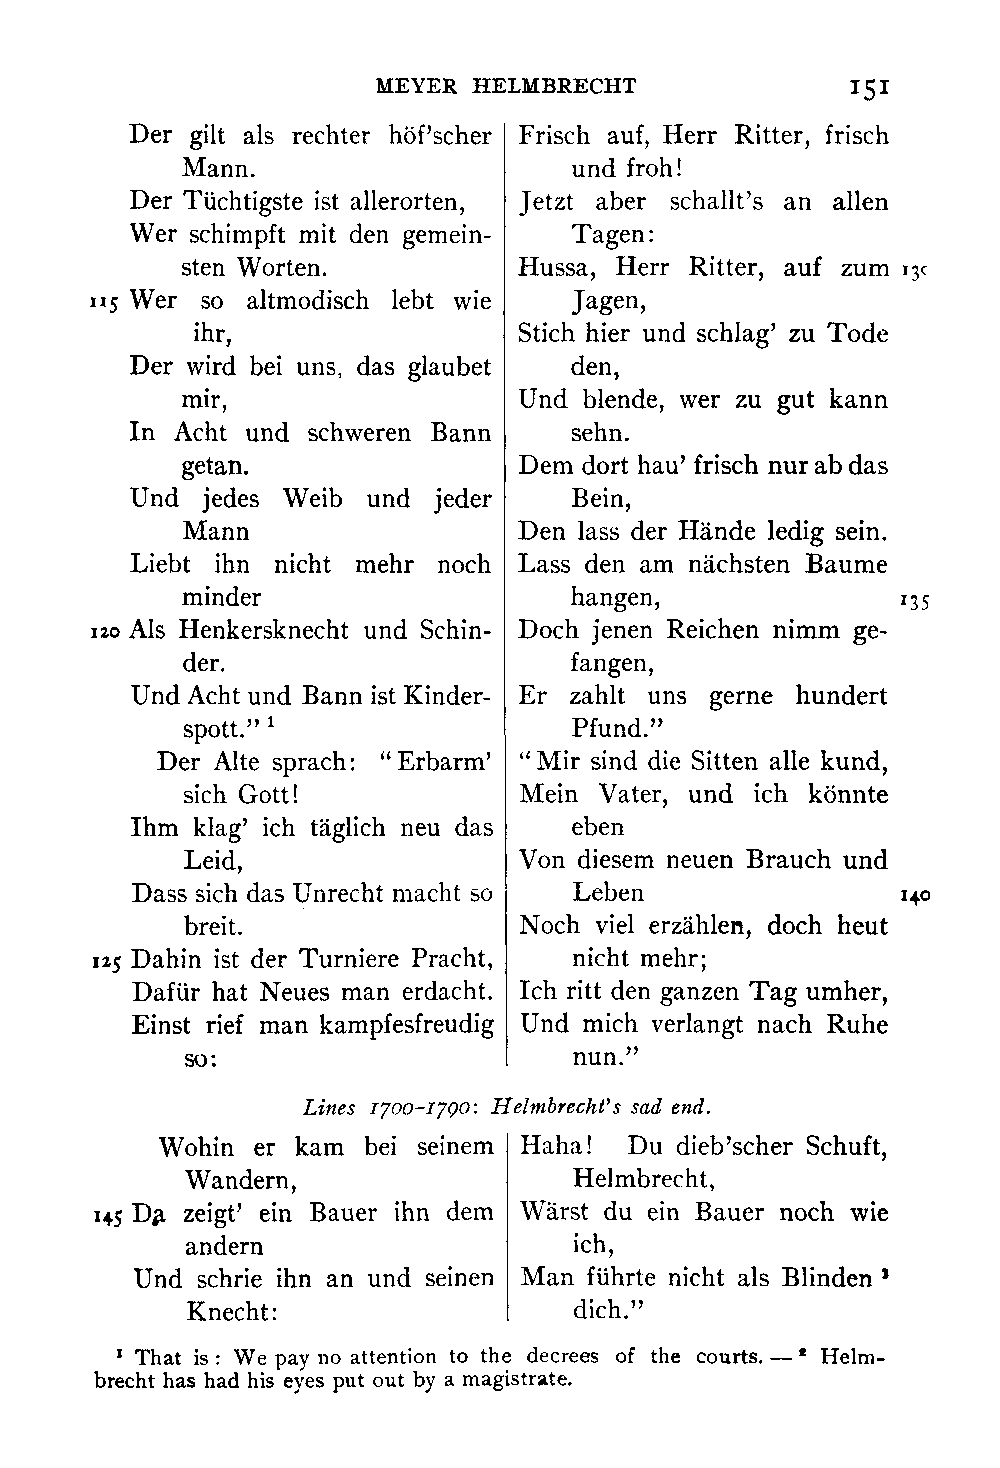 MEYER HELMBRECHT 151
Der gilt als rechter höf’scher
Mann.
Der Tüchtigste ist allerorten,
Wer schimpft mit den gemein-
sten Worten.
115 Wer so altmodisch lebt wie
ihr,
Der wird bei uns, das glaubet
mir,
In Acht und schweren Bann
getan.
Und jedes Weib und jeder
Mann
Liebt ihn nicht mehr noch
minder
120 Als Henkersknecht und Schin-
der.
Und Acht und Bann ist Kinder-
spott.” ¹
Der Alte sprach: “Erbarm’
sich Gott!
Ihm klag’ ich täglich neu das
Leid,
Dass sich das Unrecht macht so
breit.
125 Dahin ist der Turniere Pracht,
Dafür hat Neues man erdacht.
Einst rief man kampfesfreudig
so:
Frisch auf, Herr Ritter, frisch
und froh!
Jetzt aber schallt’s an allen
Tagen:
Hussa, Herr Ritter, auf zum 130
Jagen,
Stich hier und schlag’ zu Tode
den,
Und blende, wer zu gut kann
sehn.
Dem dort hau’ frisch nur ab das
Bein,
Den lass der Hände ledig sein.
Lass den am nächsten Baume
hangen, 135
Doch jenen Reichen nimm ge-
fangen,
Er zahlt uns gerne hundert
Pfund.”
“Mir sind die Sitten alle kund,
Mein Vater, und ich könnte
eben
Von diesem neuen Brauch und
Leben 140
Noch viel erzählen, doch heut
nicht mehr;
Ich ritt den ganzen Tag umher,
Und mich verlangt nach Ruhe
nun.”
Lines 1700-1790: Helmbrecht’s sad end.
Wohin er kam bei seinem
Wandern,
145 Da zeigt’ ein Bauer ihn dem
andern
Und schrie ihn an und seinen
Knecht:
Haha! Du dieb’scher Schuft,
Helmbrecht,
Wärst du ein Bauer noch wie
ich,
Man führte nicht als Blinden ²
dich.”
¹ That is: We pay no attention to the decrees of the courts. — ² Helm-
brecht has had his eyes put out by a magistrate.